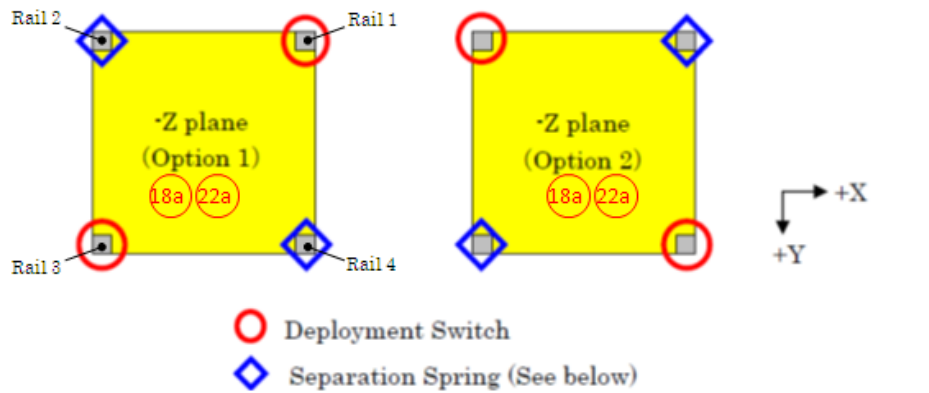 Rail 2
Rail 1
-Z plane
(Option 1)
18a 22a
-Z plane
(Option 2)
18a 22a
+X
+Y
Rail 3
Rail 4
Deployment Switch
Separation Spring (See below)